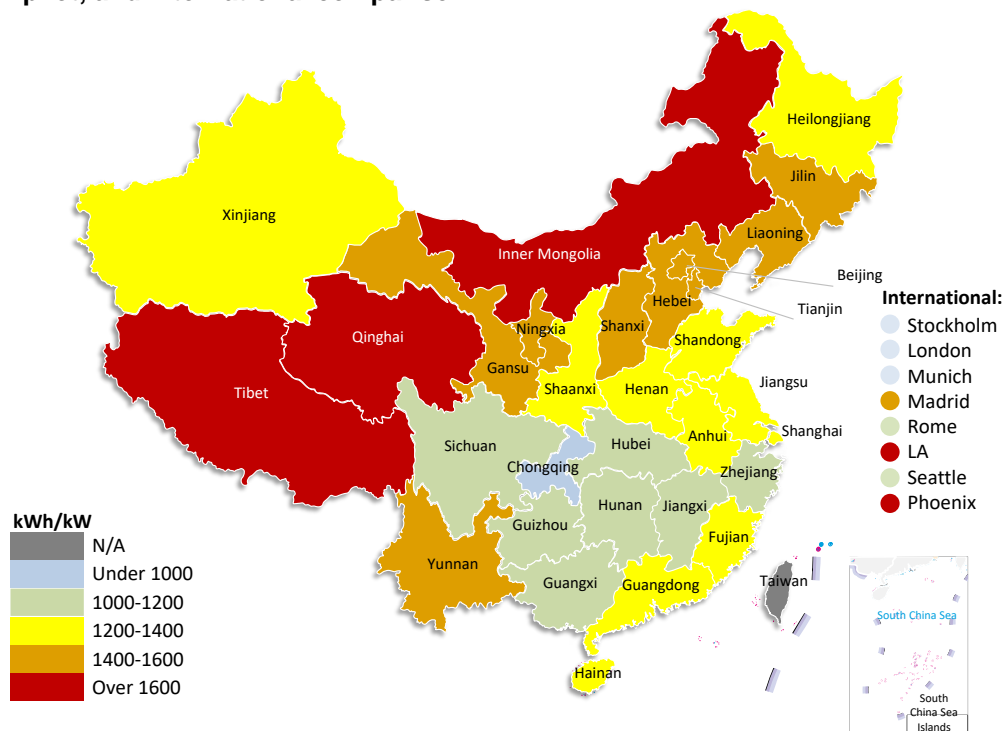 Heilongjiang
Jilin
Xinjiang
Liaoning
Inner Mongolia
Beijing
Hebei
Tianjin
International:
Stockholm
London
Munich
Madrid
Rome
LA
Seattle
Phoenix
Ningxia
Shanxi
Qinghai
Shandong
Gansu
Tibet
Shaanxi
Henan
Jiangsu
Anhui
Shanghai
Sichuan
Hubei
Chongqing
Zhejiang
Hunan
Jiangxi
Guizhou
Fujian
Yunnan
Guangxi
Guangdong
Taiwan
Hainan
kWh/kW
N/A
Under 1000
1000-1200
1200-1400
1400-1600
Over 1600
South China Sea
South
China Sea
Islands